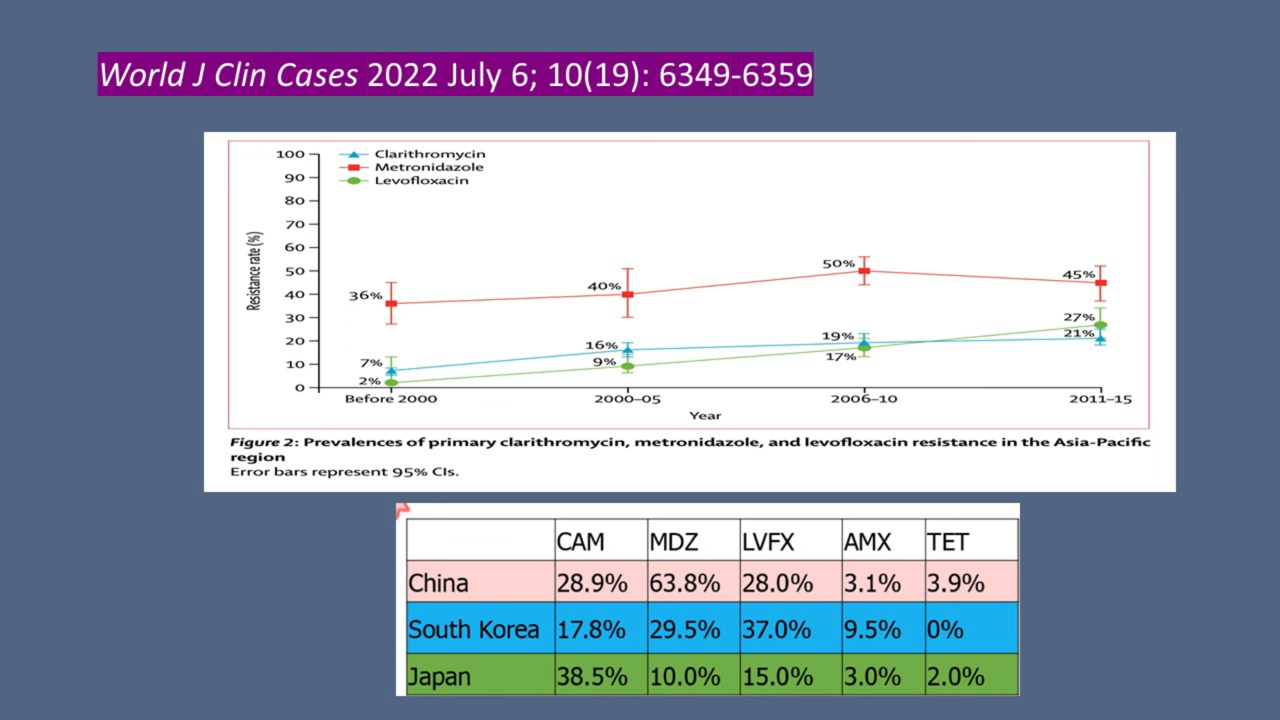 World J Clin Cases 2022 July 6; 10(19): 6349-6359
Clarithromycin
Metronidazole
Levofloxacin
Resistance rate (%)
100
90
80
70
60
50
40
30
20
10
0
36%
40%
50%
45%
7%
16%
19%
21%
2%
9%
17%
27%
Before 2000 2000–05 2006–10 2011–15
Year
Figure 2: Prevalences of primary clarithromycin, metronidazole, and levofloxacin resistance in the Asia-Pacific
region
Error bars represent 95% CIs.
CAM MDZ LVFX AMX TET
China 28.9% 63.8% 28.0% 3.1% 3.9%
South Korea 17.8% 29.5% 37.0% 9.5% 0%
Japan 38.5% 10.0% 15.0% 3.0% 2.0%